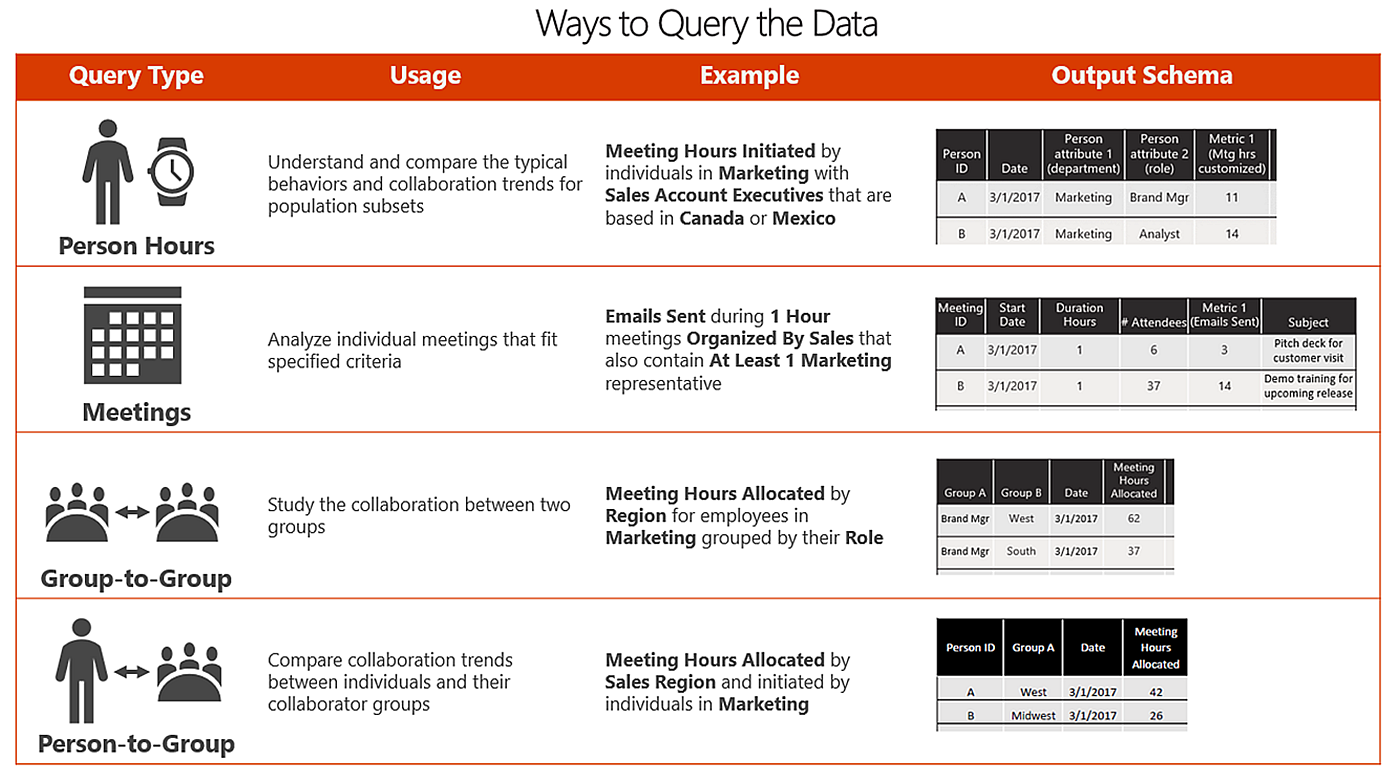 Ways to Query the Data
Query Type
Usage
Example
Output Schema
Person Hours
Understand and compare the typical
behaviors and collaboration trends for
population subsets
Meeting Hours Initiated by
individuals in Marketing with
Sales Account Executives that are
based in Canada or Mexico
Person ID Date Person attribute 1 (department) Person attribute 2 (role) Metric 1 (Mtg hrs customized)
A 3/1/2017 Marketing Brand Mgr 11
B 3/1/2017 Marketing Analyst 14
Meetings
Analyze individual meetings that fit
specified criteria
Emails Sent during 1 Hour
meetings Organized By Sales that
also contain At Least 1 Marketing
representative
Meeting ID Start Date Duration Hours # Attendees Metric 1 (Emails Sent) Subject
A 3/1/2017 1 6 3 Pitch deck for customer visit
B 3/1/2017 1 37 14 Demo training for upcoming release
Group-to-Group
Study the collaboration between two
groups
Meeting Hours Allocated by
Region for employees in
Marketing grouped by their Role
Group A Group B Date Meeting Hours Allocated
Brand Mgr West 3/1/2017 62
Brand Mgr South 3/1/2017 37
Person-to-Group
Compare collaboration trends
between individuals and their
collaborator groups
Meeting Hours Allocated by
Sales Region and initiated by
individuals in Marketing
Person ID Group A Date Meeting Hours Allocated
A West 3/1/2017 42
B Midwest 3/1/2017 26